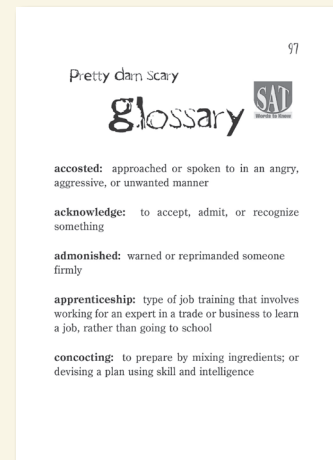 97
Pretty darn scary
glossary
SAT
Words to Know
accosted: approached or spoken to in an angry,
aggressive, or unwanted manner
acknowledge: to accept, admit, or recognize
something
admonished: warned or reprimanded someone
firmly
apprenticeship: type of job training that involves
working for an expert in a trade or business to learn
a job, rather than going to school
concocting: to prepare by mixing ingredients; or
devising a plan using skill and intelligence